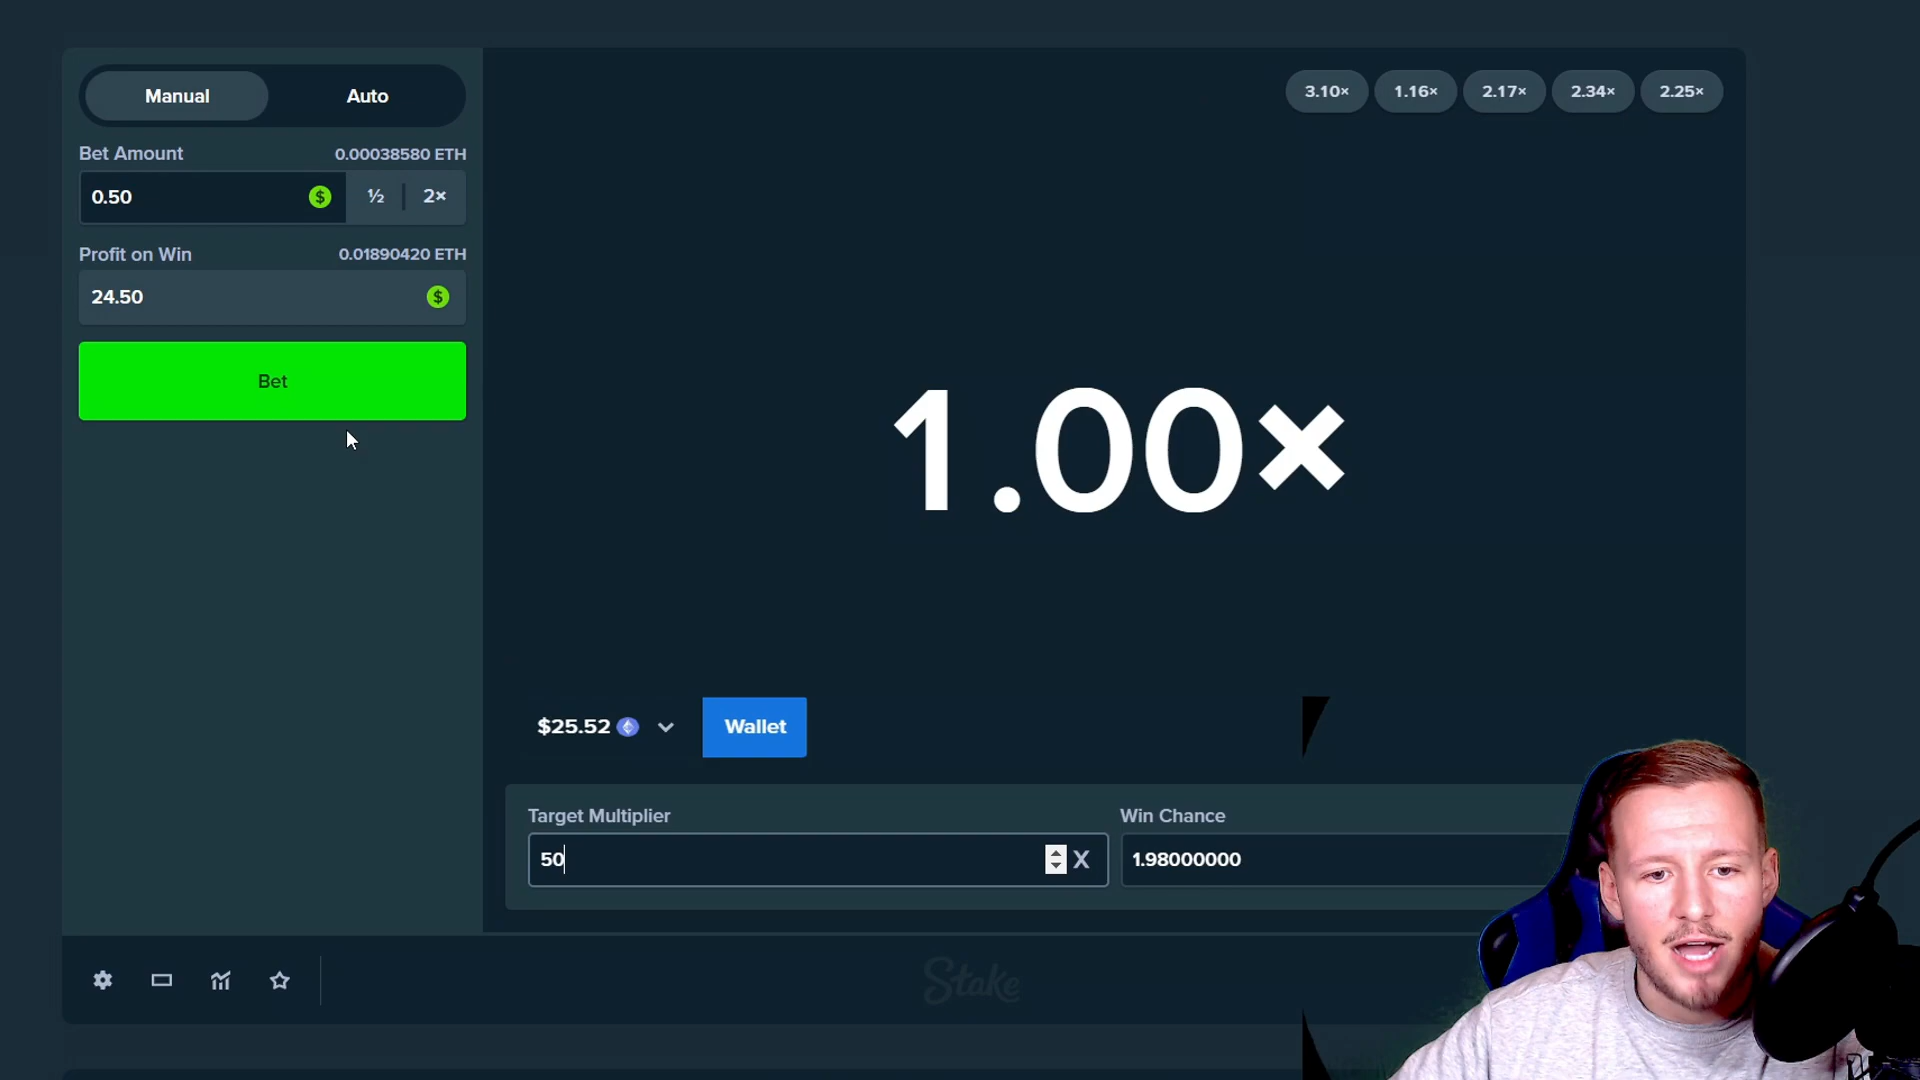 Manual Auto
3.10× 1.16× 2.17× 2.34× 2.25×
Bet Amount 0.00038580 ETH
0.50 $ ½ 2×
Profit on Win 0.01890420 ETH
24.50 $
Bet
1.00×
$25.52 Wallet
Target Multiplier Win Chance
50 X 1.98000000
Stake